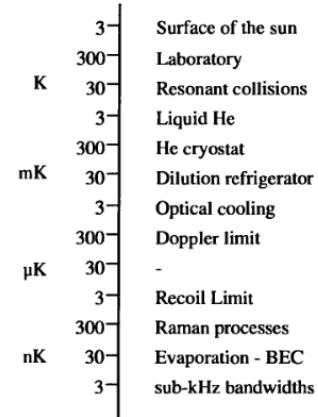 3 Surface of the sun
300 Laboratory
K 30 Resonant collisions
3 Liquid He
300 He cryostat
mK 30 Dilution refrigerator
3 Optical cooling
300 Doppler limit
μK 30 -
3 Recoil Limit
300 Raman processes
nK 30 Evaporation - BEC
3 sub-kHz bandwidths